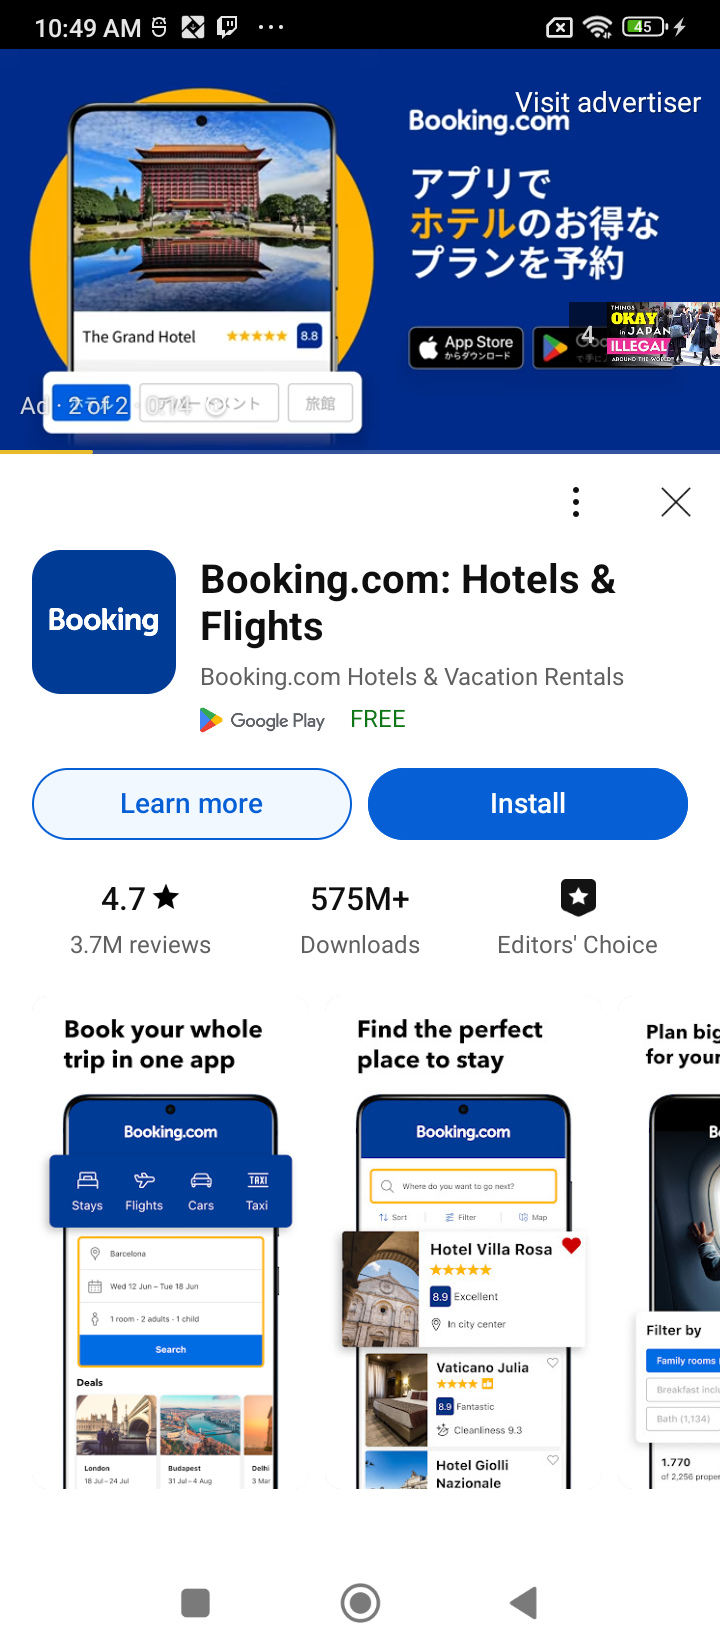 10:49 AM
45
Visit advertiser
Booking.com
アプリで
ホテルのお得な
プランを予約
The Grand Hotel
8.8
App Store
からダウンロード
4
THINGS
OKAY
in JAPAN
ILLEGAL
AROUND THE WORLD
Ad · 2 of 2 · 0:14
旅館
Booking
Booking.com: Hotels &
Flights
Booking.com Hotels & Vacation Rentals
Google Play
FREE
Learn more
Install
4.7
3.7M reviews
575M+
Downloads
Editors' Choice
Book your whole
trip in one app
Booking.com
Stays
Flights
Cars
TAXI
Taxi
Barcelona
Wed 12 Jun – Tue 18 Jun
1 room · 2 adults · 1 child
Search
Deals
London
18 Jul – 24 Jul
Budapest
31 Jul – 4 Aug
Delhi
3 Mar
Find the perfect
place to stay
Booking.com
Where do you want to go next?
Sort
Filter
Map
Hotel Villa Rosa
8.9 Excellent
In city center
Vaticano Julia
8.9 Fantastic
Cleanliness 9.3
Hotel Giolli
Nazionale
Plan big
for your
B
Filter by
Family rooms
Breakfast inclu
Bath (1,134)
1.770
of 2,256 proper